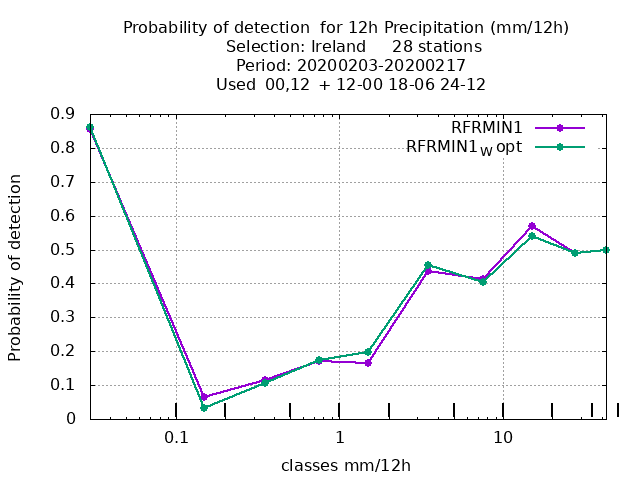 Probability of detection  for 12h Precipitation (mm/12h)
Selection: Ireland     28 stations
Period: 20200203-20200217
Used  00,12  + 12-00 18-06 24-12
RFRMIN1
RFRMIN1W opt
0.9
0.8
0.7
0.6
0.5
0.4
0.3
0.2
0.1
0
Probability of detection
0.1 1 10
classes mm/12h